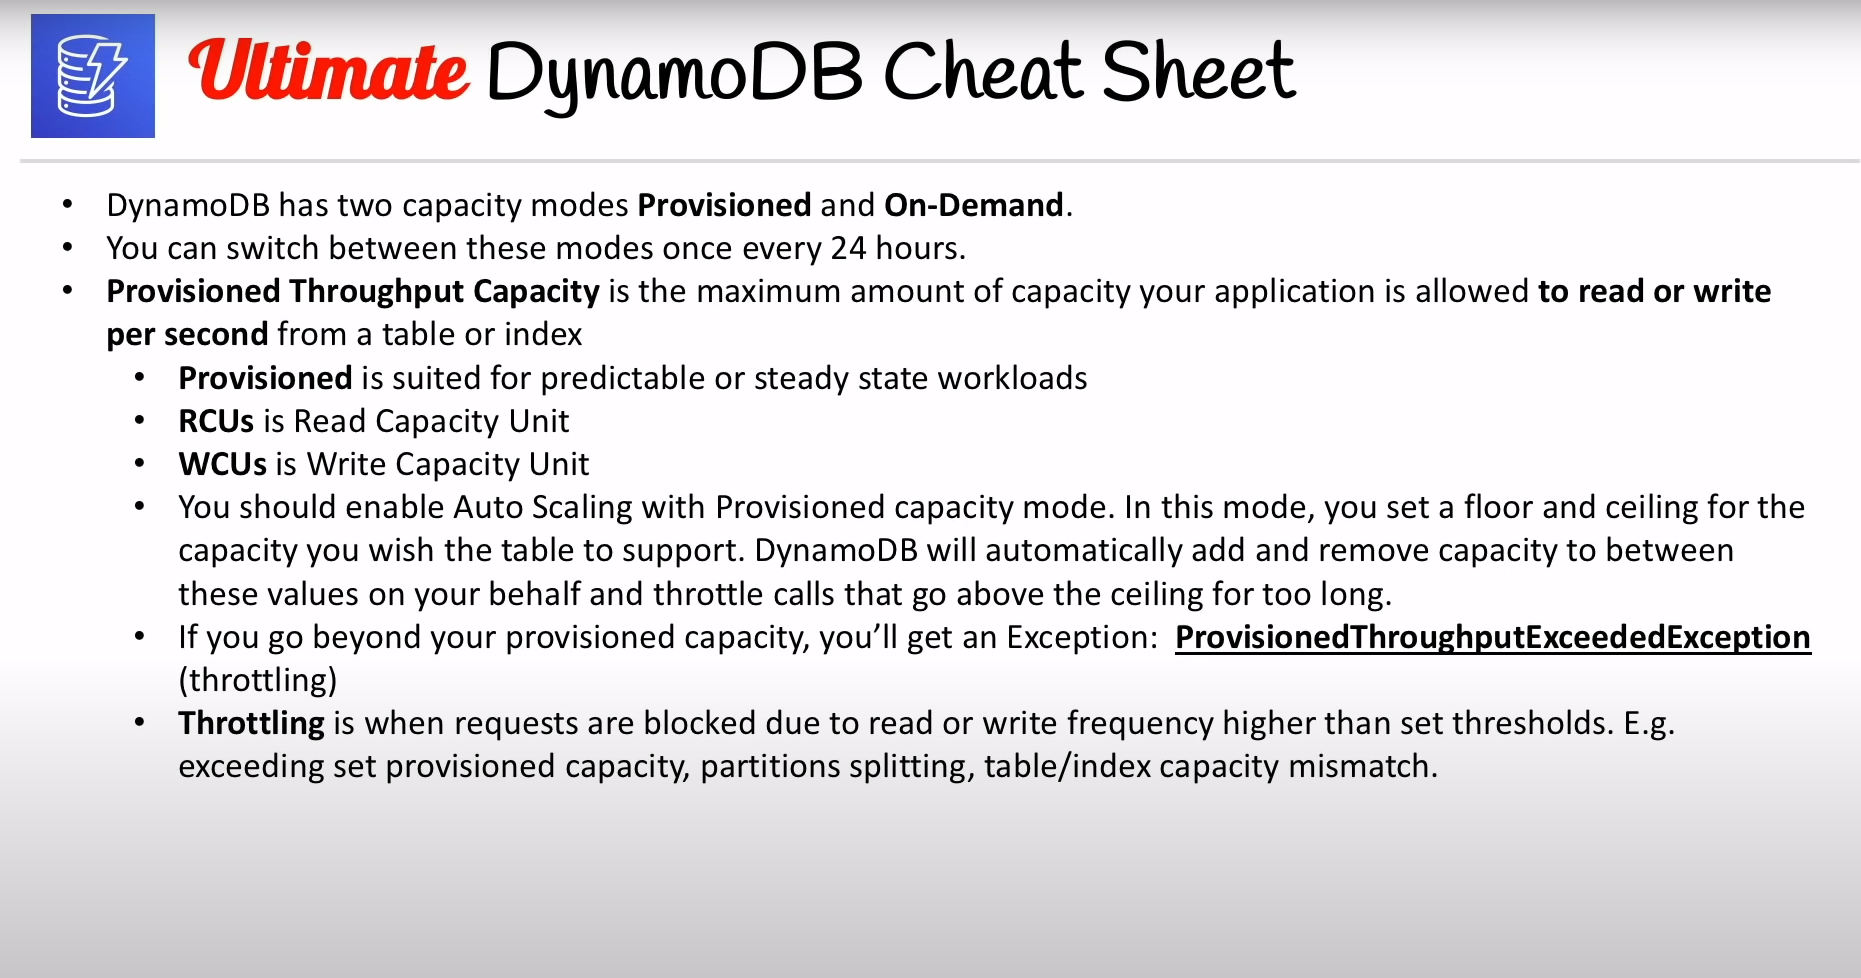 Ultimate DynamoDB Cheat Sheet
• DynamoDB has two capacity modes Provisioned and On-Demand.
• You can switch between these modes once every 24 hours.
• Provisioned Throughput Capacity is the maximum amount of capacity your application is allowed to read or write
per second from a table or index
• Provisioned is suited for predictable or steady state workloads
• RCUs is Read Capacity Unit
• WCUs is Write Capacity Unit
• You should enable Auto Scaling with Provisioned capacity mode. In this mode, you set a floor and ceiling for the
capacity you wish the table to support. DynamoDB will automatically add and remove capacity to between
these values on your behalf and throttle calls that go above the ceiling for too long.
• If you go beyond your provisioned capacity, you’ll get an Exception: ProvisionedThroughputExceededException
(throttling)
• Throttling is when requests are blocked due to read or write frequency higher than set thresholds. E.g.
exceeding set provisioned capacity, partitions splitting, table/index capacity mismatch.